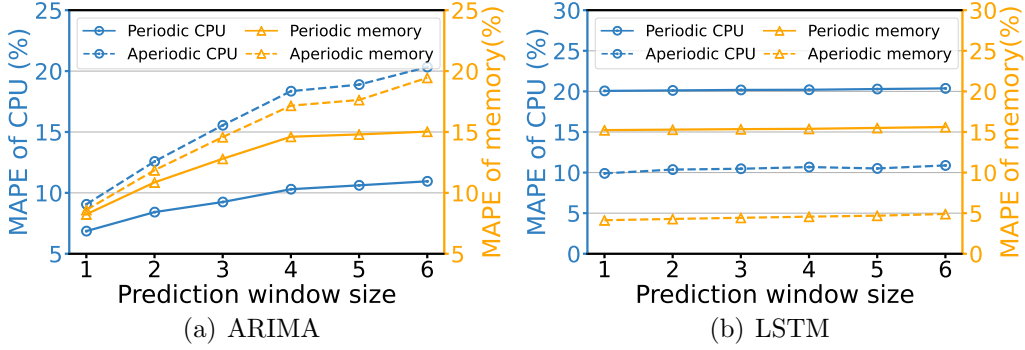 MAPE of CPU (%)
25
20
15
10
5
Periodic CPU
Aperiodic CPU
Periodic memory
Aperiodic memory
25
20
15
10
5
MAPE of memory(%)
1 2 3 4 5 6
Prediction window size
(a) ARIMA
MAPE of CPU (%)
30
25
20
15
10
5
0
Periodic CPU
Aperiodic CPU
Periodic memory
Aperiodic memory
30
25
20
15
10
5
0
MAPE of memory(%)
1 2 3 4 5 6
Prediction window size
(b) LSTM